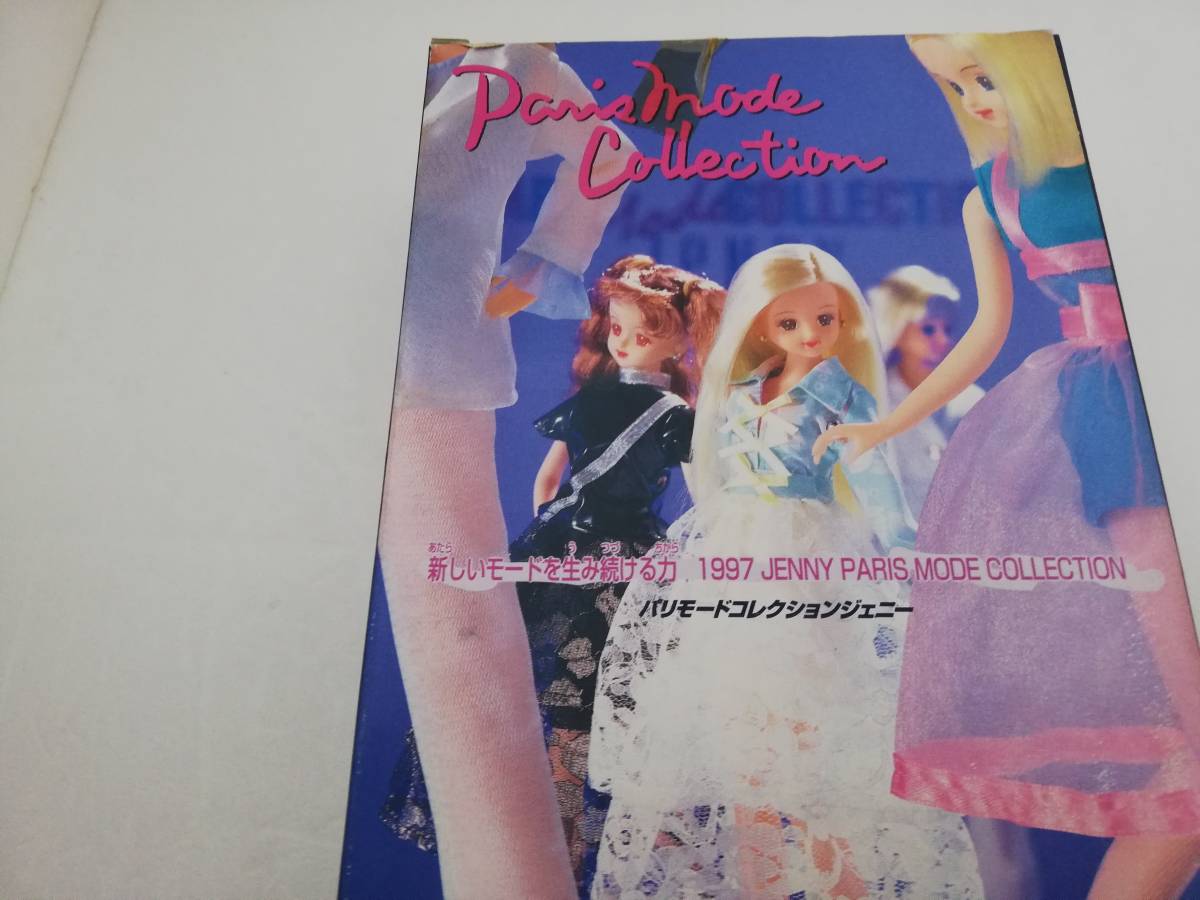 Paris Mode
Collection
COLLECTI
あたら う つづ ちから
新しいモードを生み続ける力 1997 JENNY PARIS MODE COLLECTION
パリモードコレクションジェニー